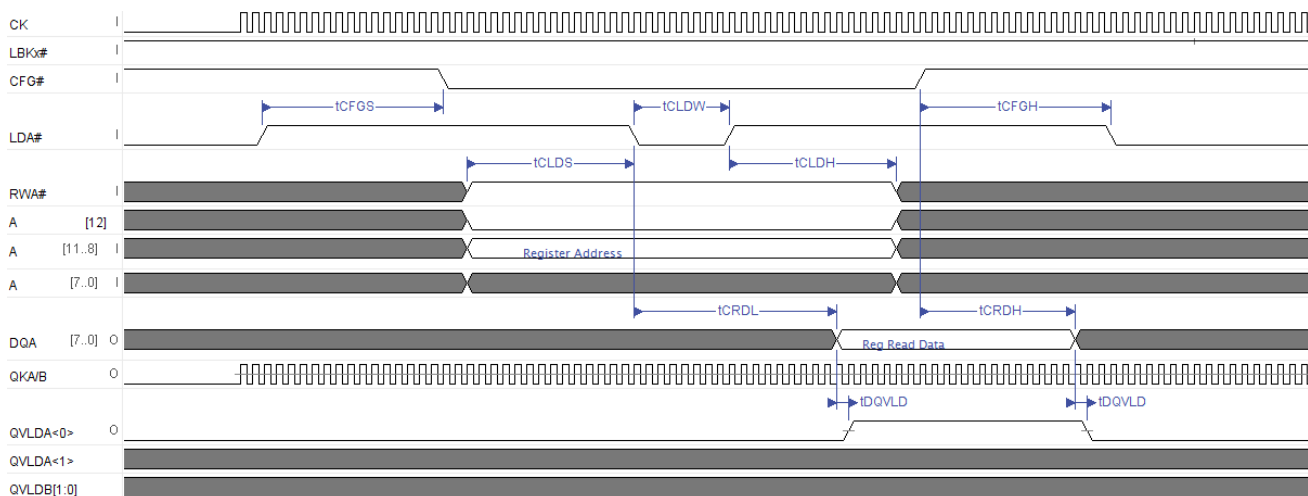 CK I
LBKx# I
CFG# I
tCFGS tCLDW tCFGH
LDA# I
tCLDS tCLDH
RWA# I
A [12]
A [11..8] I Register Address
A [7..0] I
tCRDL tCRDH
DQA [7..0] O Reg Read Data
QKA/B O
tDQVLD tDQVLD
QVLDA<0> O
QVLDA<1>
QVLDB[1:0]